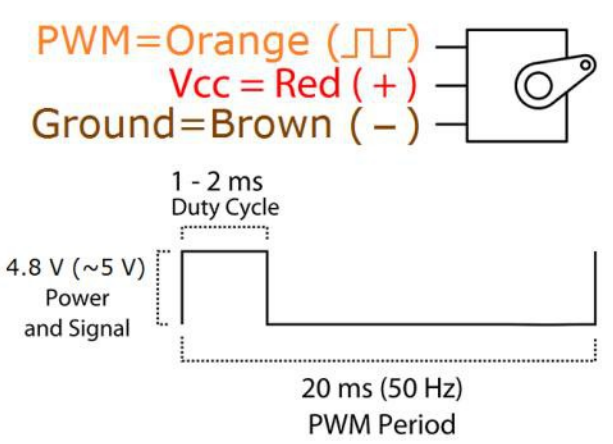 PWM=Orange (⎍⎍)
Vcc = Red ( + )
Ground=Brown ( − )
1 - 2 ms
Duty Cycle
4.8 V (~5 V)
Power
and Signal
20 ms (50 Hz)
PWM Period